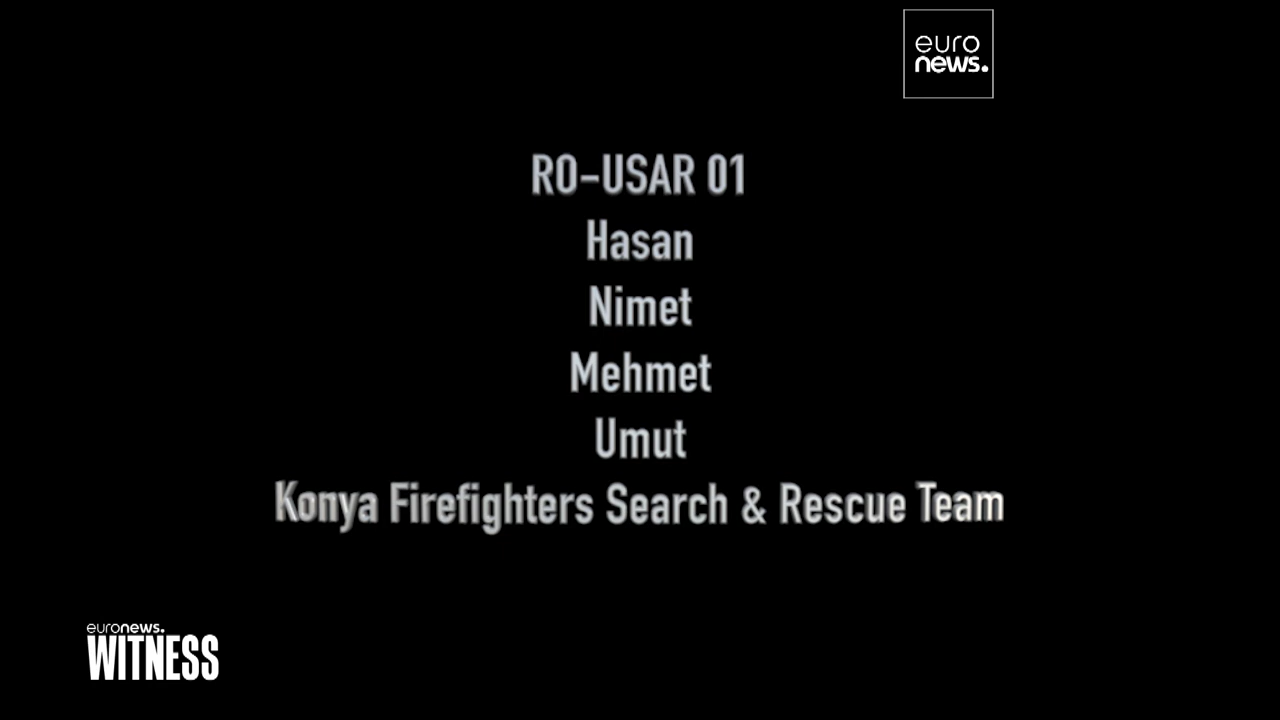 euro
news.
RO-USAR 01
Hasan
Nimet
Mehmet
Umut
Konya Firefighters Search & Rescue Team
euronews.
WITNESS